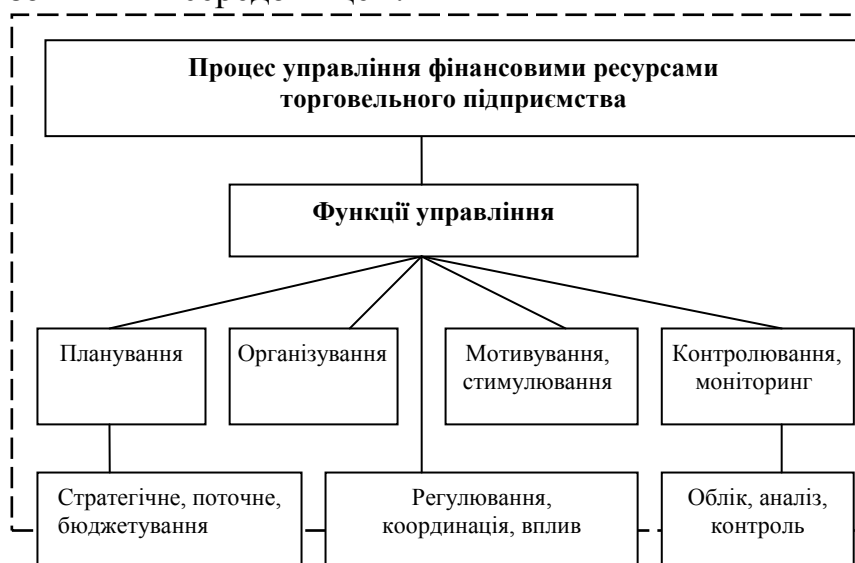 Процес управління фінансовими ресурсами
торговельного підприємства
Функції управління
Планування
Організування
Мотивування,
стимулювання
Контролювання,
моніторинг
Стратегічне, поточне,
бюджетування
Регулювання,
координація, вплив
Облік, аналіз,
контроль